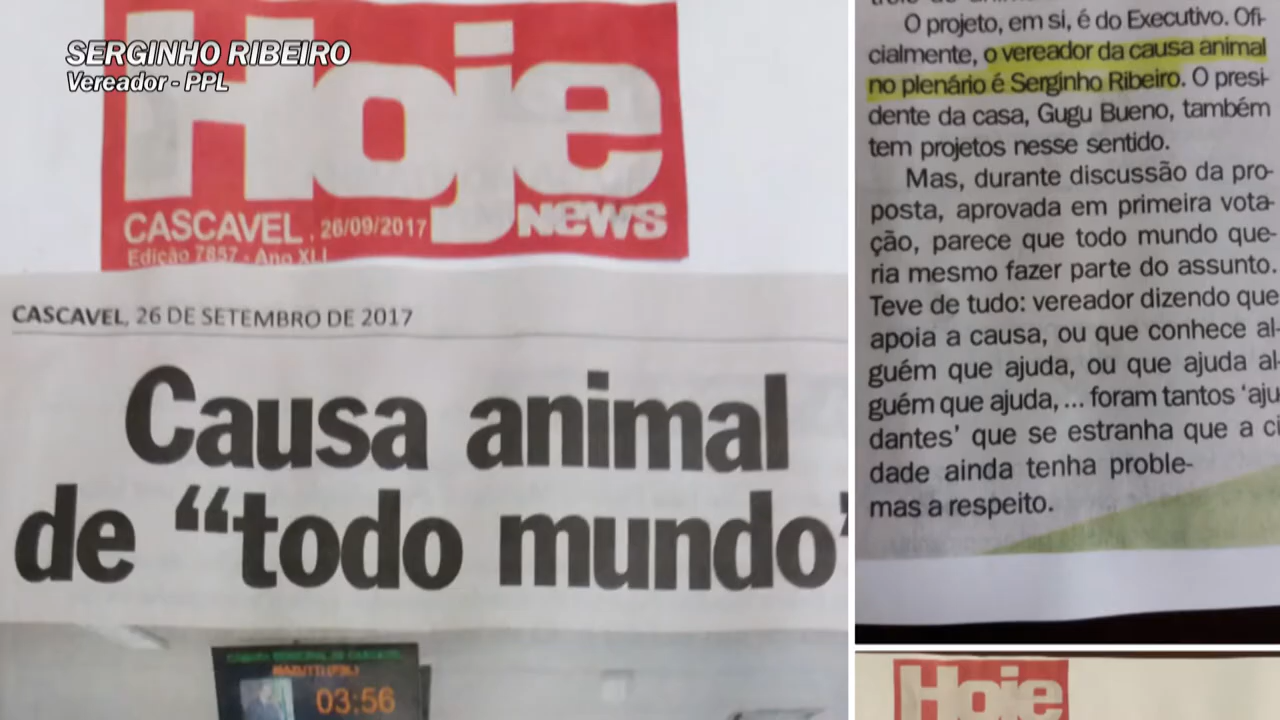 SERGINHO RIBEIRO
Vereador - PPL
Hoje
News
CASCAVEL, 26/09/2017
Edição 7857 - Ano XLI
CASCAVEL, 26 DE SETEMBRO DE 2017
Causa animal
de “todo mundo”
03:56
O projeto, em si, é do Executivo. Ofi-
cialmente, o vereador da causa animal
no plenário é Serginho Ribeiro. O presi-
dente da casa, Gugu Bueno, também
tem projetos nesse sentido.
Mas, durante discussão da pro-
posta, aprovada em primeira vota-
ção, parece que todo mundo que-
ria mesmo fazer parte do assunto.
Teve de tudo: vereador dizendo que
apoia a causa, ou que conhece al-
guém que ajuda, ou que ajuda al-
guém que ajuda, ... foram tantos ‘aju
dantes’ que se estranha que a ci
dade ainda tenha proble-
mas a respeito.
Hoje